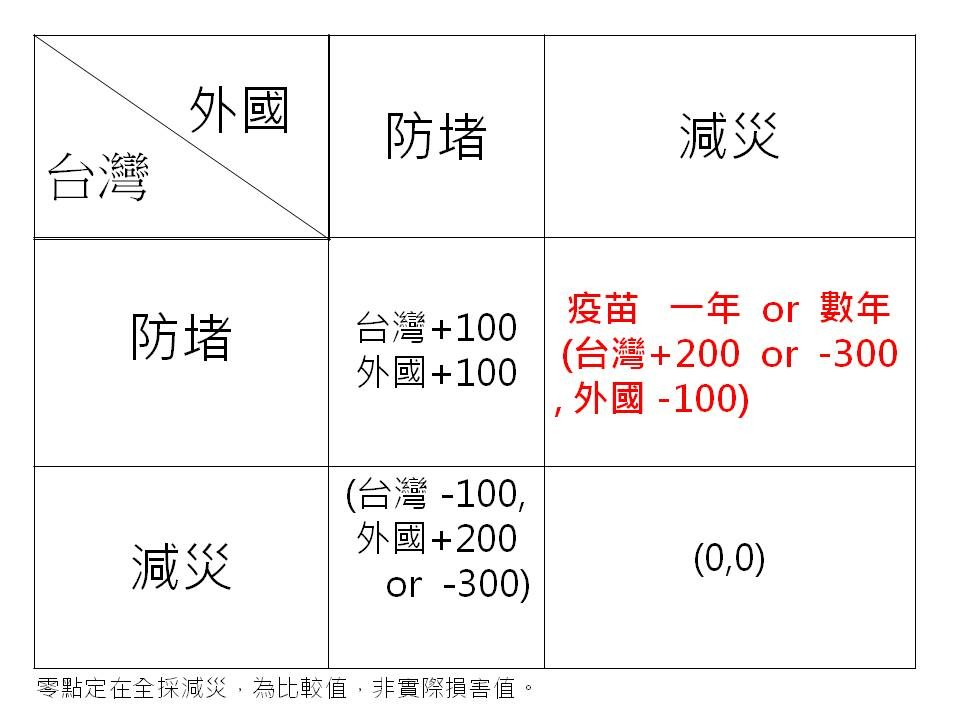 外國
台灣
防堵
減災
防堵
台灣+100
外國+100
疫苗 一年 or 數年
(台灣+200 or -300
, 外國 -100)
減災
(台灣 -100,
外國+200
or -300)
(0,0)
零點定在全採減災，為比較值，非實際損害值。